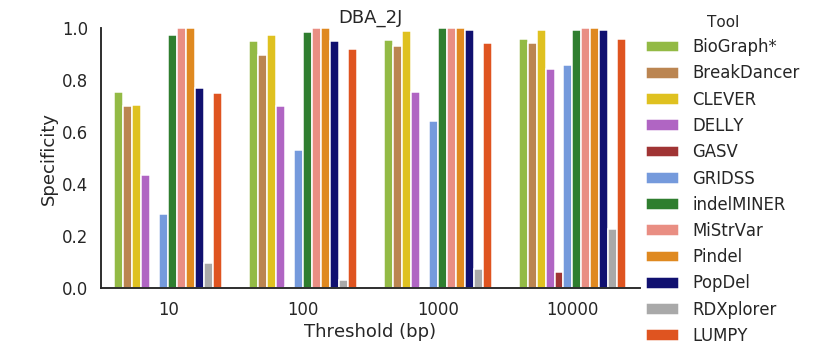 DBA_2J
Specificity
1.0
0.8
0.6
0.4
0.2
0.0
10 100 1000 10000
Threshold (bp)
Tool
BioGraph*
BreakDancer
CLEVER
DELLY
GASV
GRIDSS
indelMINER
MiStrVar
Pindel
PopDel
RDXplorer
LUMPY